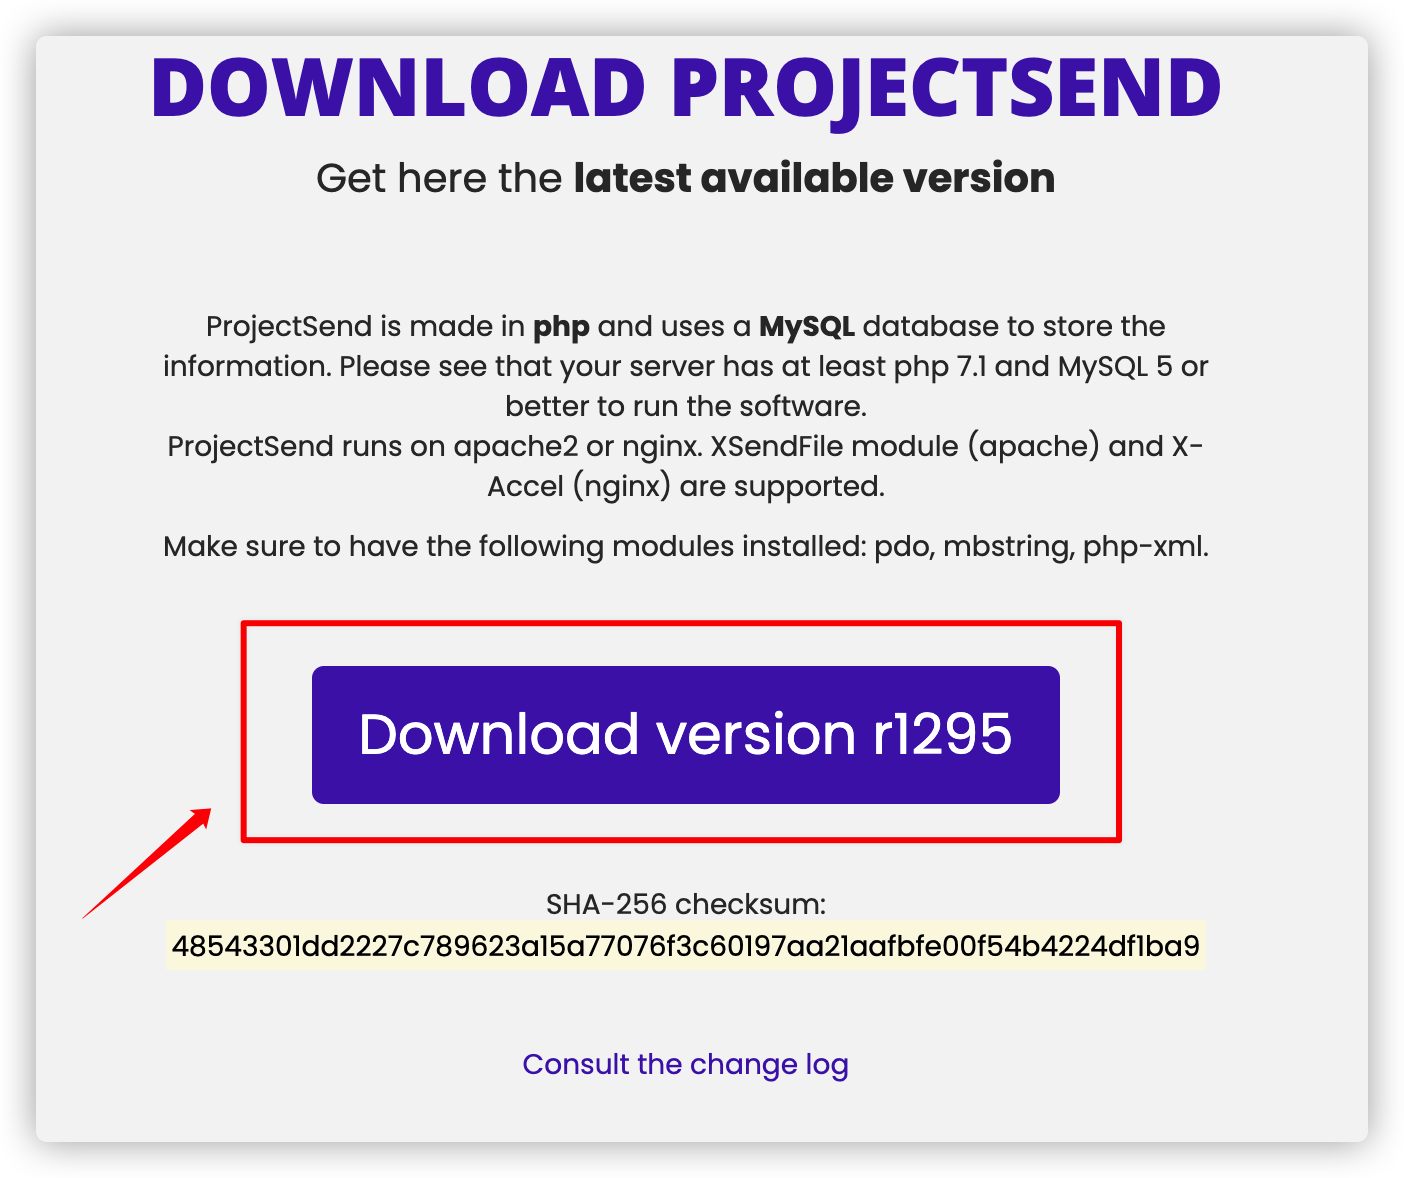 DOWNLOAD PROJECTSEND
Get here the latest available version
ProjectSend is made in php and uses a MySQL database to store the
information. Please see that your server has at least php 7.1 and MySQL 5 or
better to run the software.
ProjectSend runs on apache2 or nginx. XSendFile module (apache) and X-
Accel (nginx) are supported.
Make sure to have the following modules installed: pdo, mbstring, php-xml.
Download version r1295
SHA-256 checksum:
48543301dd2227c789623a15a77076f3c60197aa21aafbfe00f54b4224df1ba9
Consult the change log